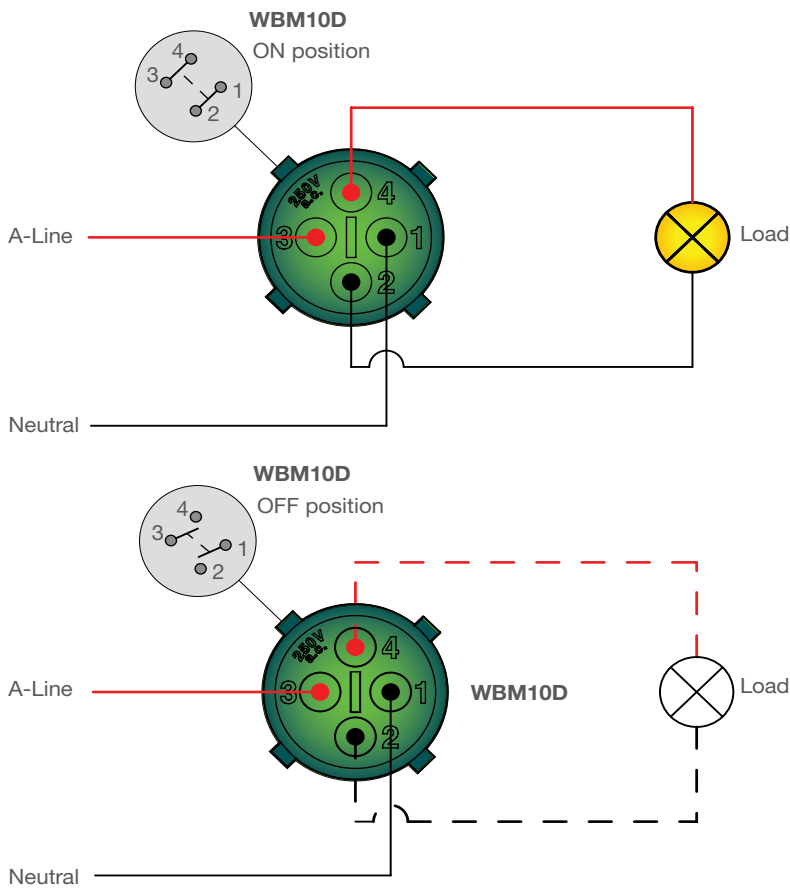 WBM10D
ON position
4
3
1
2
250V
a.c.
4
A-Line
3
1
Load
2
Neutral
WBM10D
OFF position
4
3
1
2
250V
a.c.
4
A-Line
3
1
WBM10D
Load
2
Neutral